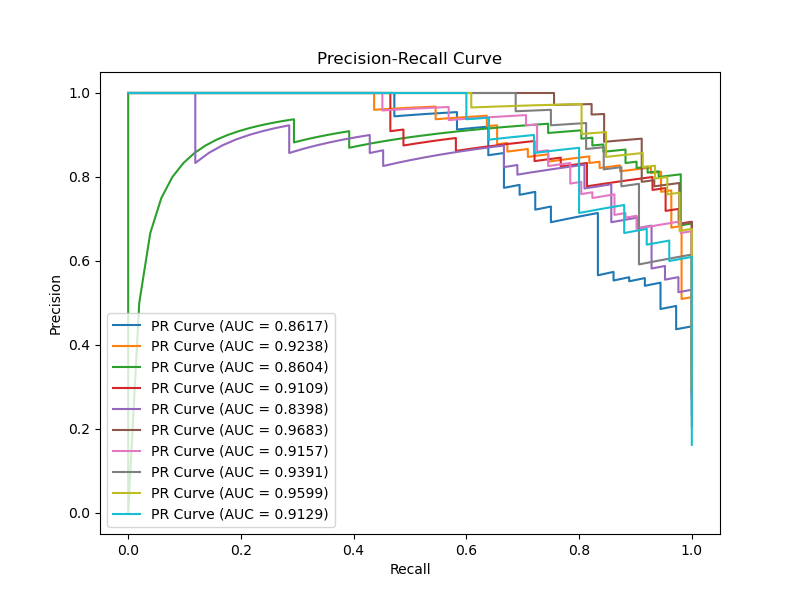 Precision-Recall Curve
Precision
1.0
0.8
0.6
0.4
0.2
0.0
PR Curve (AUC = 0.8617)
PR Curve (AUC = 0.9238)
PR Curve (AUC = 0.8604)
PR Curve (AUC = 0.9109)
PR Curve (AUC = 0.8398)
PR Curve (AUC = 0.9683)
PR Curve (AUC = 0.9157)
PR Curve (AUC = 0.9391)
PR Curve (AUC = 0.9599)
PR Curve (AUC = 0.9129)
0.0 0.2 0.4 0.6 0.8 1.0
Recall